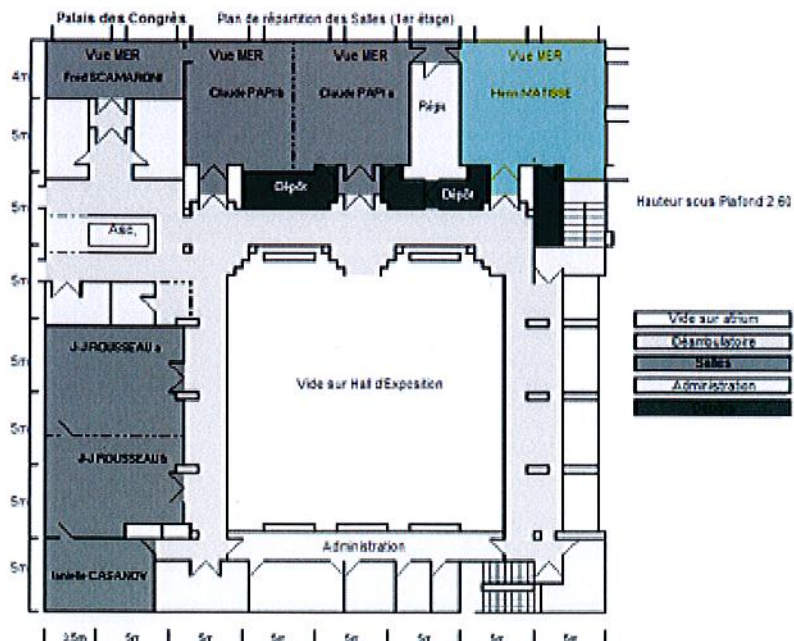 Palais des Congrès
Plan de répartition des Salles (1er étage)
Vue MER
Fred SCAMARONI
Vue MER
Claude PAPI b
Vue MER
Claude PAPI a
Régie
Vue MER
Henri MATISSE
4m
5m
5m
5m
5m
5m
5m
5m
Dépôt
Dépôt
Asc,
Hauteur sous Plafond 2 60
J-J ROUSSEAU a
J-J ROUSSEAU b
Vide sur Hall d'Exposition
Vide sur atrium
Déambulatoire
Salles
Administration
Administration
CASANOV
3.5m 5m 5m 5m 5m 5m 5m 5m